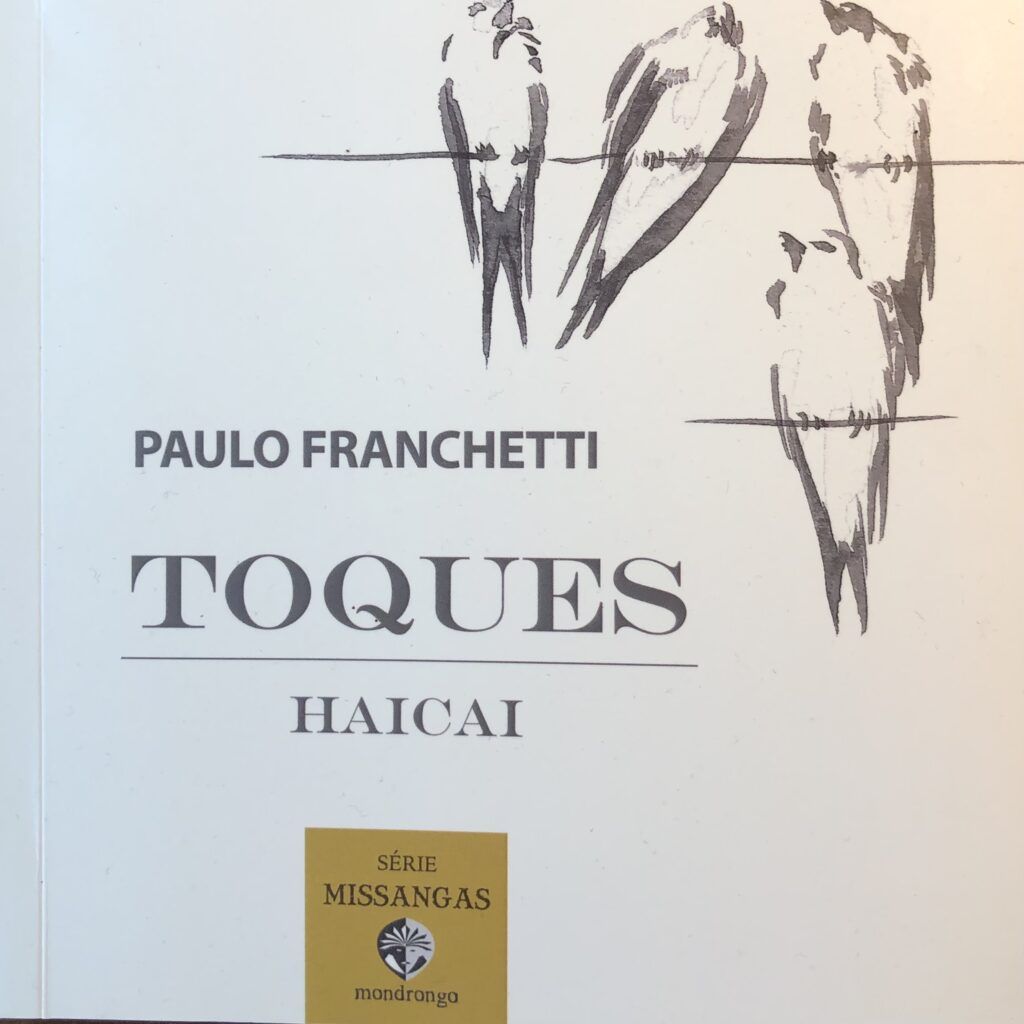 PAULO FRANCHETTI
TOQUES
HAICAI
SÉRIE
MISSANGAS
mondrongo